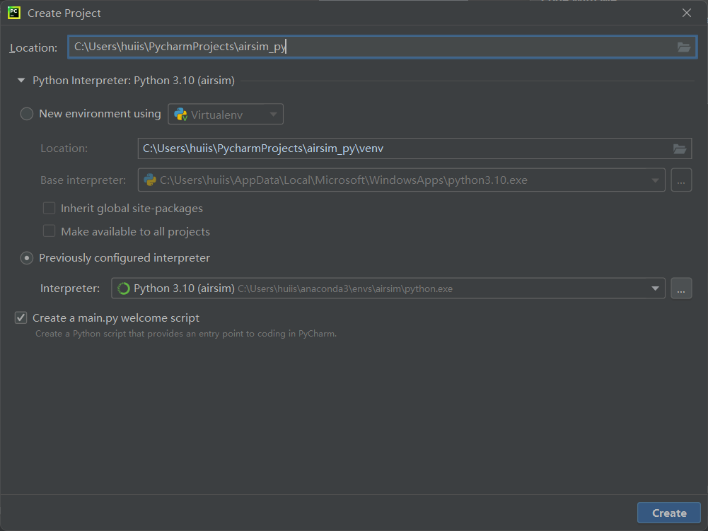 PC
Create Project
Location: C:\Users\huiis\PycharmProjects\airsim_py
Python Interpreter: Python 3.10 (airsim)
New environment using Virtualenv
Location: C:\Users\huiis\PycharmProjects\airsim_py\venv
Base interpreter: C:\Users\huiis\AppData\Local\Microsoft\WindowsApps\python3.10.exe ...
Inherit global site-packages
Make available to all projects
Previously configured interpreter
Interpreter: Python 3.10 (airsim) C:\Users\huiis\anaconda3\envs\airsim\python.exe ...
Create a main.py welcome script
Create a Python script that provides an entry point to coding in PyCharm.
Create